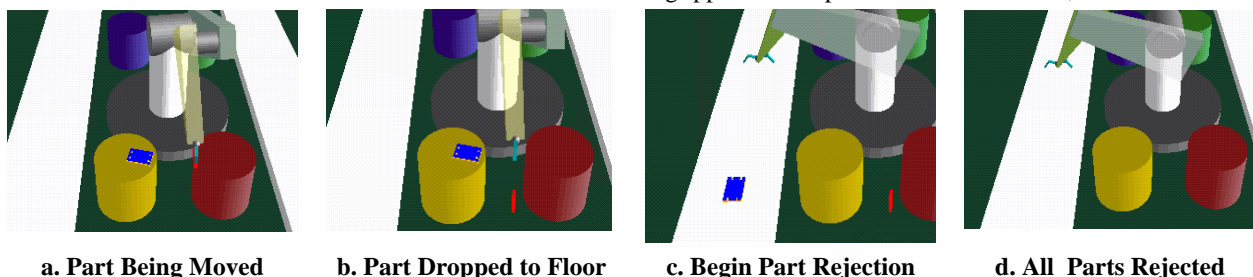 a. Part Being Moved
b. Part Dropped to Floor
c. Begin Part Rejection
d. All Parts Rejected